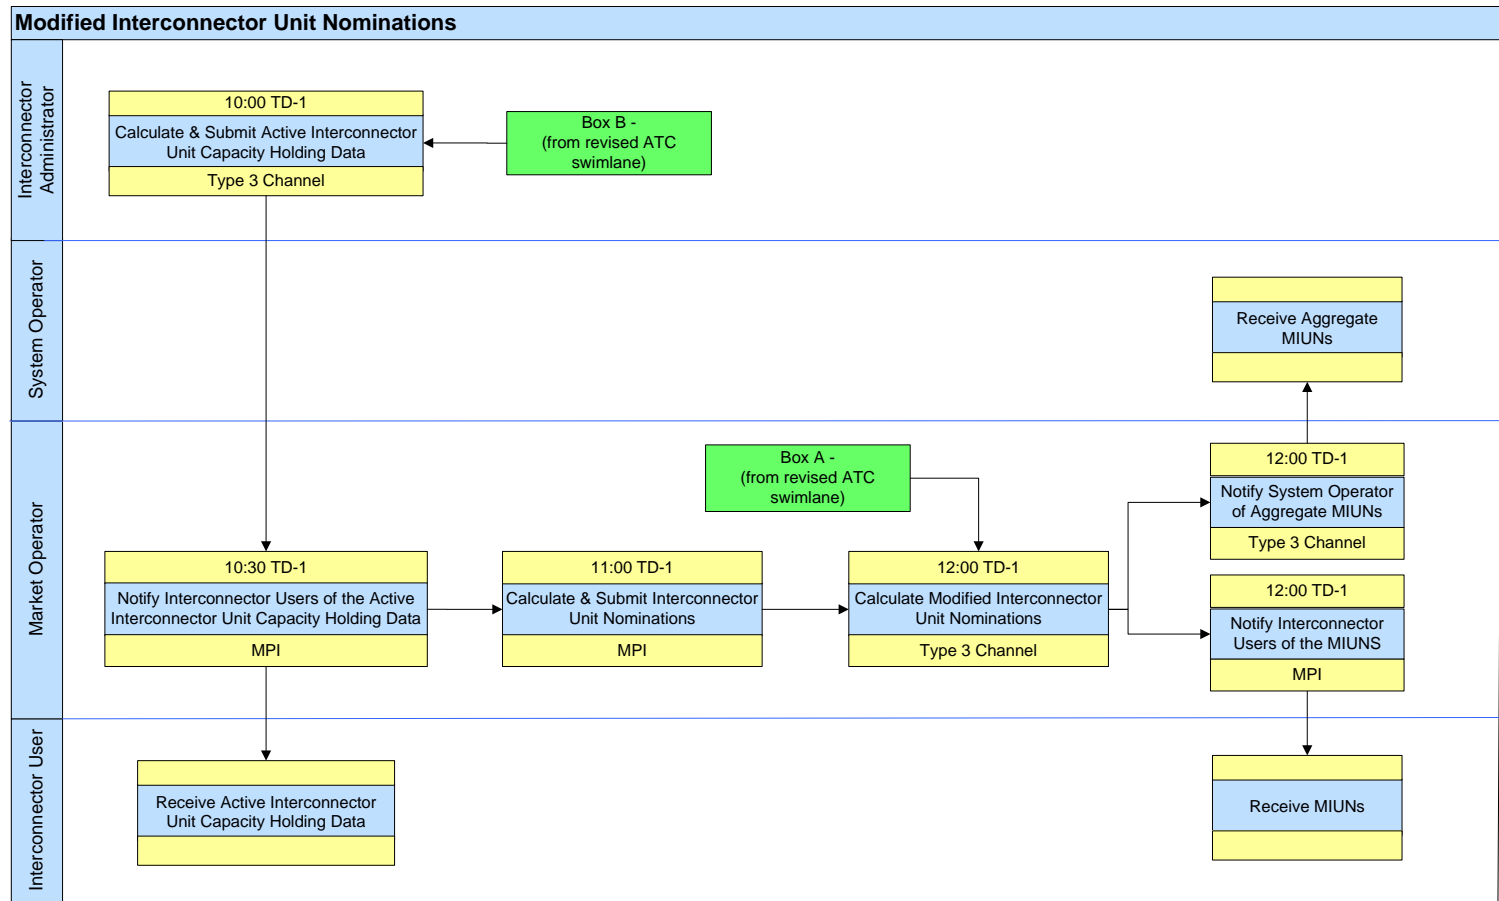 Modified Interconnector Unit Nominations
Interconnector
Administrator
10:00 TD-1
Calculate & Submit Active Interconnector
Unit Capacity Holding Data
Type 3 Channel
Box B -
(from revised ATC
swimlane)
System Operator
Receive Aggregate
MIUNs
Market Operator
Box A -
(from revised ATC
swimlane)
12:00 TD-1
Notify System Operator
of Aggregate MIUNs
Type 3 Channel
10:30 TD-1
Notify Interconnector Users of the Active
Interconnector Unit Capacity Holding Data
MPI
11:00 TD-1
Calculate & Submit Interconnector
Unit Nominations
MPI
12:00 TD-1
Calculate Modified Interconnector
Unit Nominations
Type 3 Channel
12:00 TD-1
Notify Interconnector
Users of the MIUNS
MPI
Interconnector User
Receive Active Interconnector
Unit Capacity Holding Data
Receive MIUNs